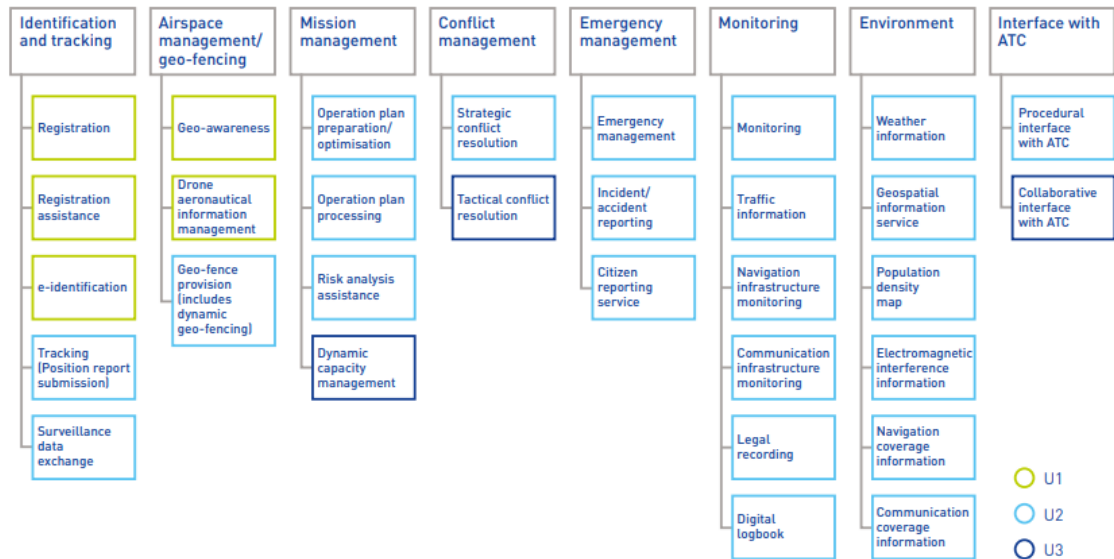 Identification
and tracking
Registration
Registration
assistance
e-identification
Tracking
(Position report
submission)
Surveillance
data
exchange
Airspace
management/
geo-fencing
Geo-awareness
Drone
aeronautical
information
management
Geo-fence
provision
(includes
dynamic
geo-fencing)
Mission
management
Operation plan
preparation/
optimisation
Operation plan
processing
Risk analysis
assistance
Dynamic
capacity
management
Conflict
management
Strategic
conflict
resolution
Tactical conflict
resolution
Emergency
management
Emergency
management
Incident/
accident
reporting
Citizen
reporting
service
Monitoring
Monitoring
Traffic
information
Navigation
infrastructure
monitoring
Communication
infrastructure
monitoring
Legal
recording
Digital
logbook
Environment
Weather
information
Geospatial
information
service
Population
density
map
Electromagnetic
interference
information
Navigation
coverage
information
Communication
coverage
information
Interface with
ATC
Procedural
interface
with ATC
Collaborative
interface
with ATC
U1
U2
U3